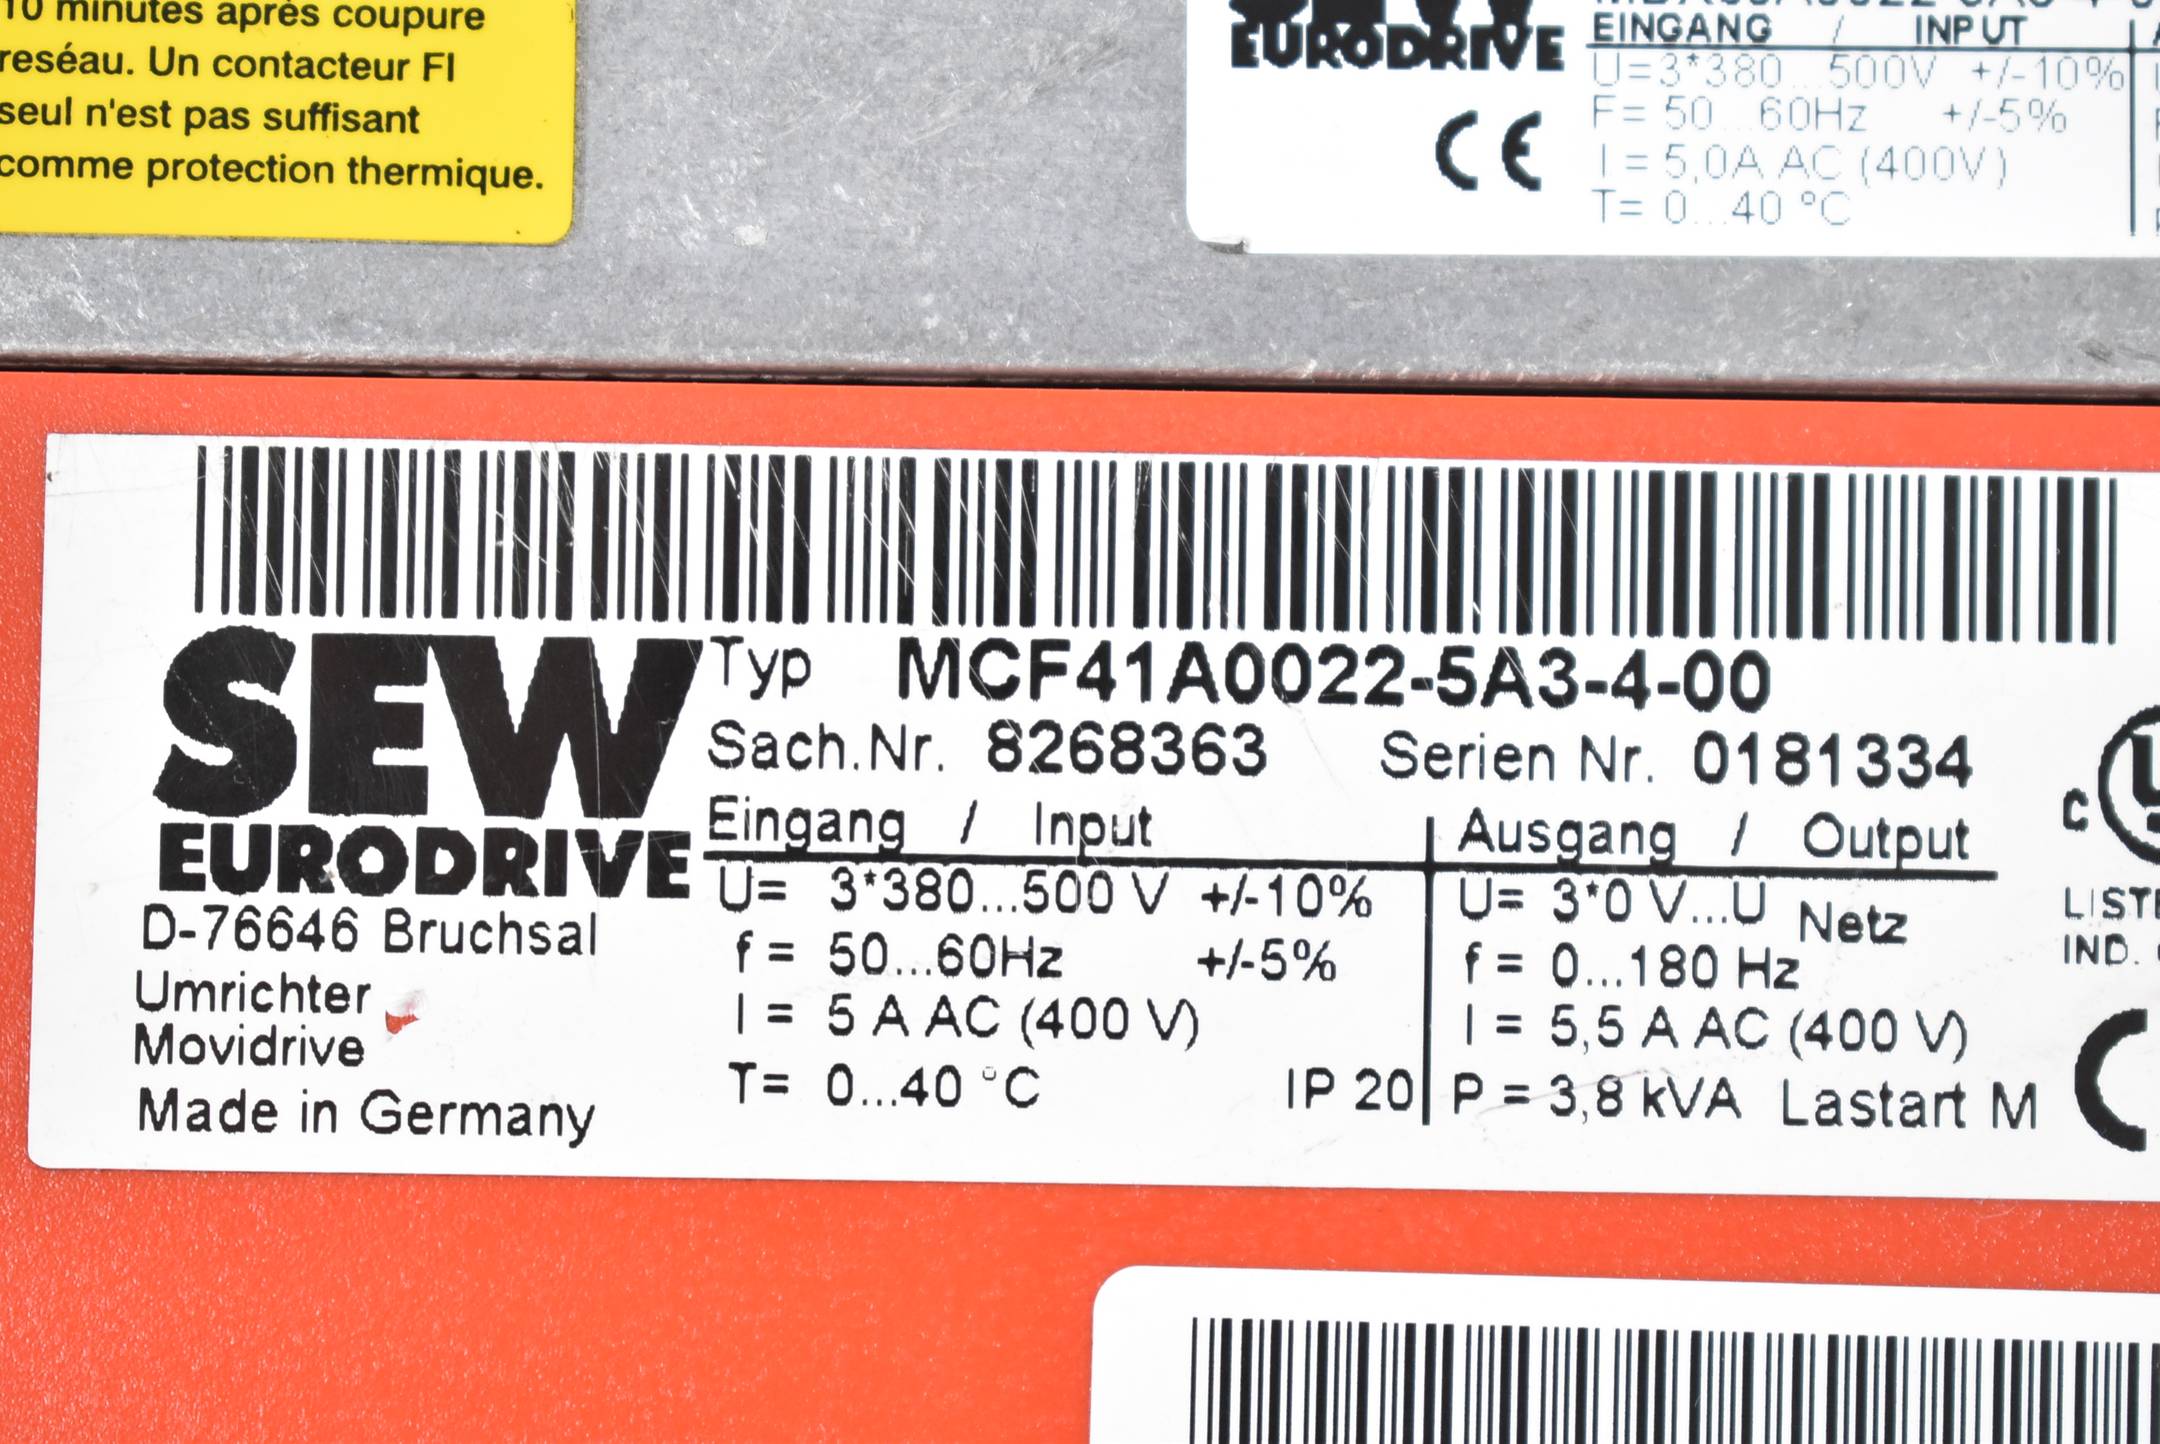 10 minutes après coupure
reséau. Un contacteur FI
seul n'est pas suffisant
comme protection thermique.
EURODRIVE
EINGANG / INPUT
U=3*380...500V +/-10%
F= 50...60Hz +/-5%
I = 5,0A AC (400V)
T= 0...40 °C
CE
SEW
EURODRIVE
D-76646 Bruchsal
Umrichter
Movidrive
Made in Germany
Typ MCF41A0022-5A3-4-00
Sach.Nr. 8268363 Serien Nr. 0181334
Eingang / Input
U= 3*380...500 V +/-10%
f = 50...60Hz +/-5%
I = 5 A AC (400 V)
T= 0...40 °C IP 20
Ausgang / Output
U= 3*0 V...U Netz
f = 0...180 Hz
I = 5,5 A AC (400 V)
P = 3,8 kVA Lastart M
C
IND.